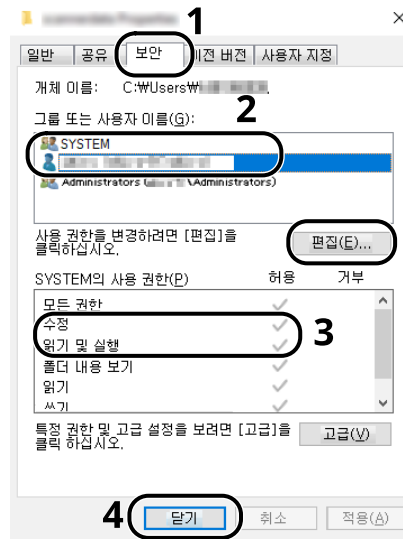 Properties
1
일반 공유 보안 이전 버전 사용자 지정
개체 이름: C:₩Users₩
2
그룹 또는 사용자 이름(G):
SYSTEM
Administrators ( \Administrators)
사용 권한을 변경하려면 [편집]을
클릭하십시오.
편집(E)...
SYSTEM의 사용 권한(P) 허용 거부
모든 권한
수정
읽기 및 실행
3
폴더 내용 보기
읽기
쓰기
특정 권한 및 고급 설정을 보려면 [고급]을
클릭 하십시오.
고급(V)
4
닫기 취소 적용(A)